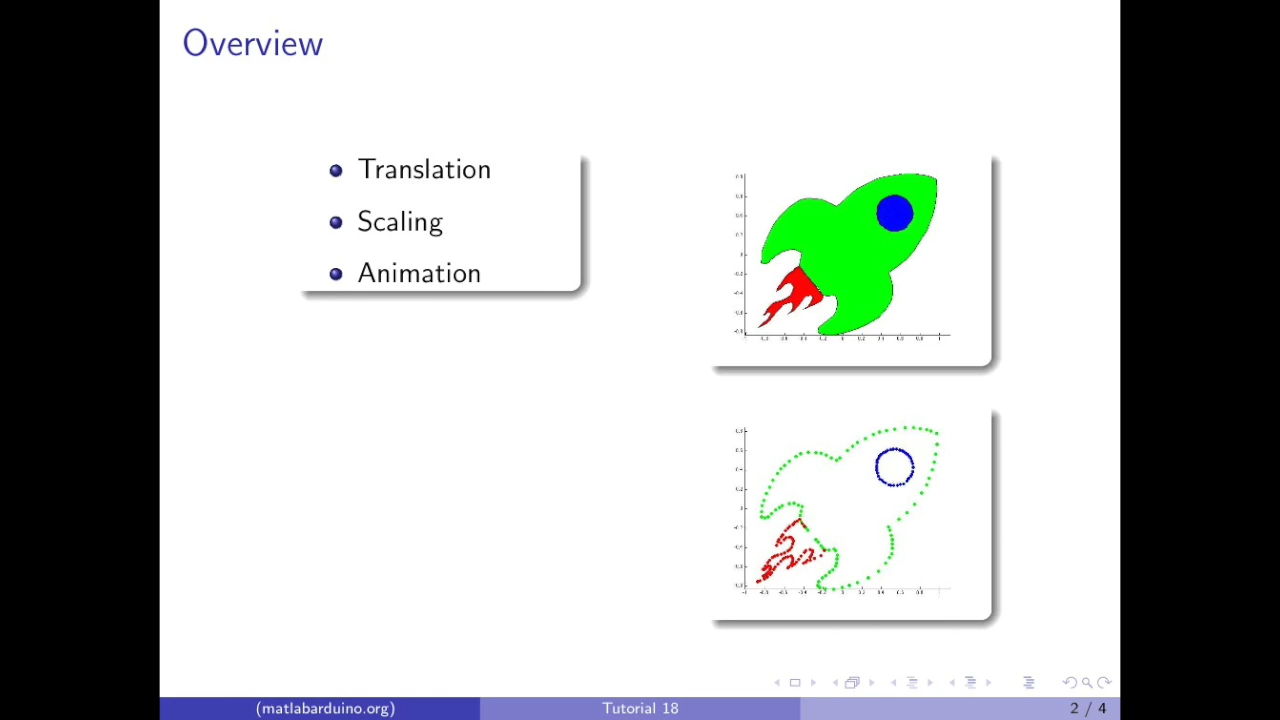 Overview
Translation
Scaling
Animation
(matlabarduino.org)
Tutorial 18
2 / 4